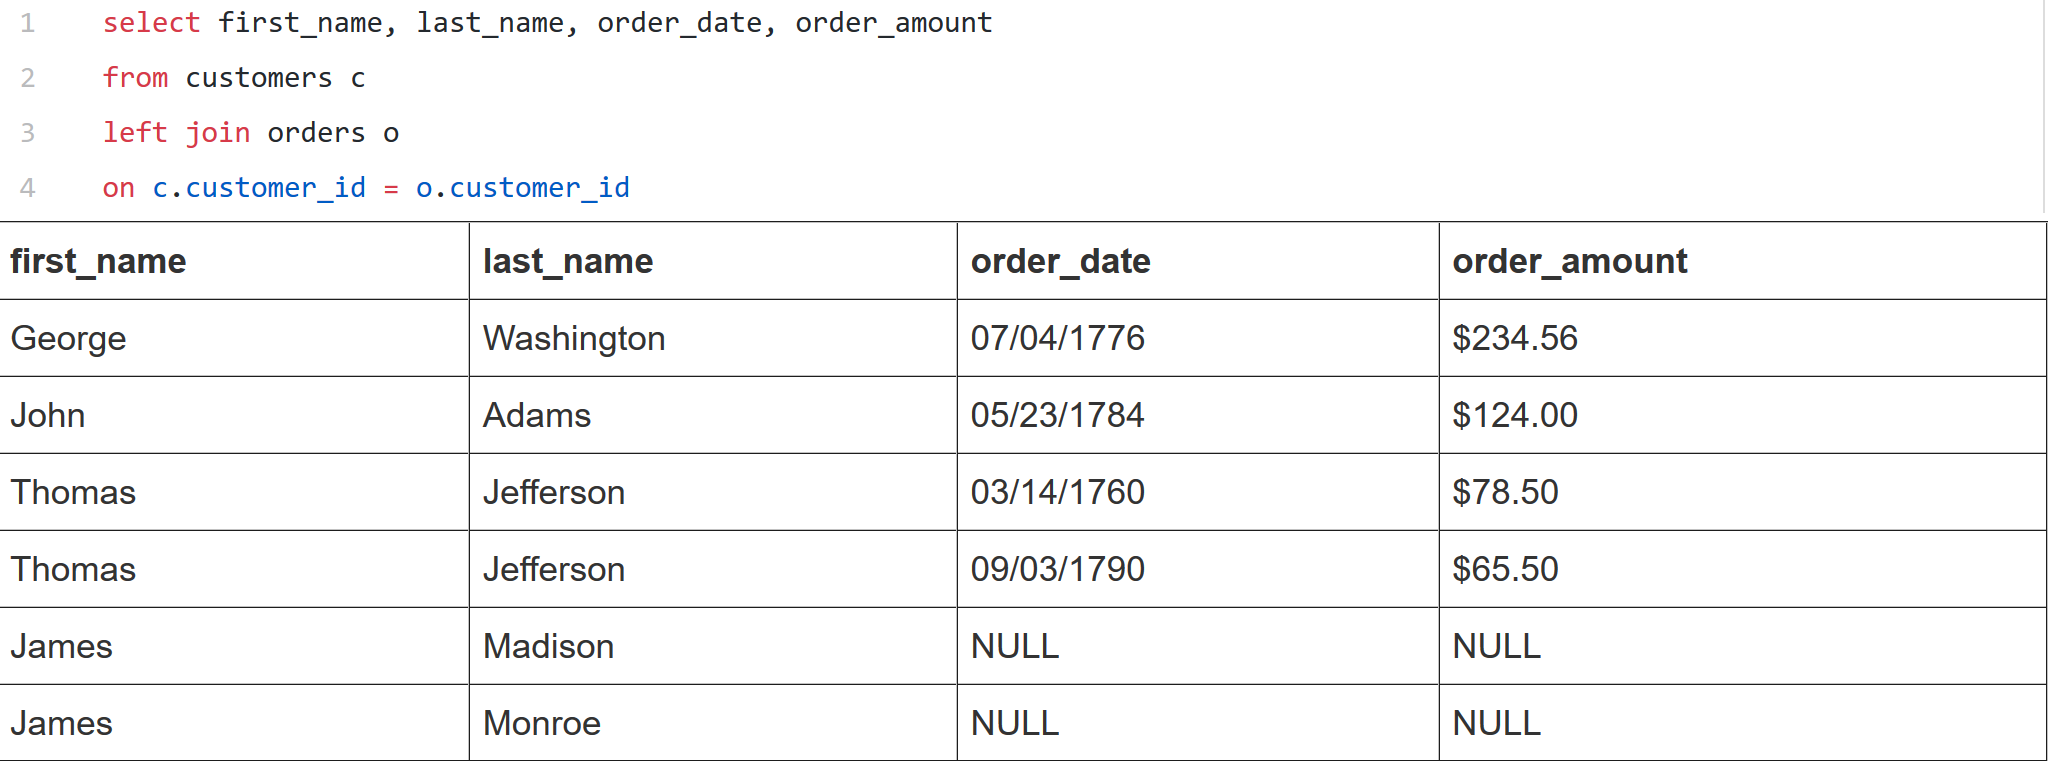 1 select first_name, last_name, order_date, order_amount
2 from customers c
3 left join orders o
4 on c.customer_id = o.customer_id
first_name last_name order_date order_amount
George Washington 07/04/1776 $234.56
John Adams 05/23/1784 $124.00
Thomas Jefferson 03/14/1760 $78.50
Thomas Jefferson 09/03/1790 $65.50
James Madison NULL NULL
James Monroe NULL NULL